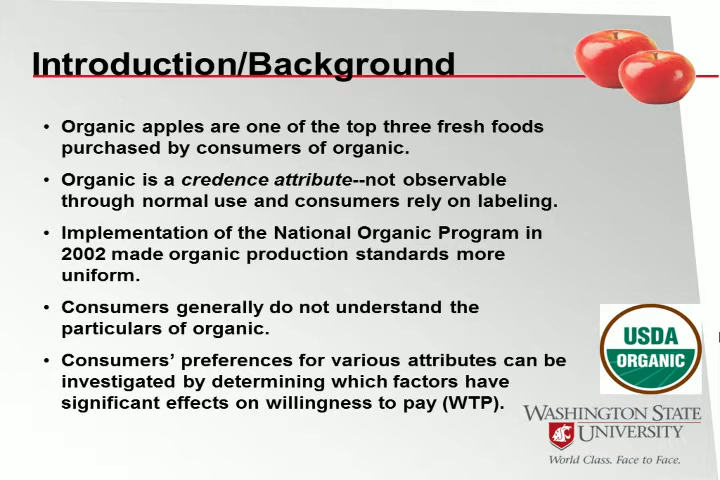 Introduction/Background
• Organic apples are one of the top three fresh foods
purchased by consumers of organic.
• Organic is a credence attribute--not observable
through normal use and consumers rely on labeling.
• Implementation of the National Organic Program in
2002 made organic production standards more
uniform.
• Consumers generally do not understand the
particulars of organic.
• Consumers’ preferences for various attributes can be
investigated by determining which factors have
significant effects on willingness to pay (WTP).
USDA
ORGANIC
WASHINGTON STATE
UNIVERSITY
World Class. Face to Face.